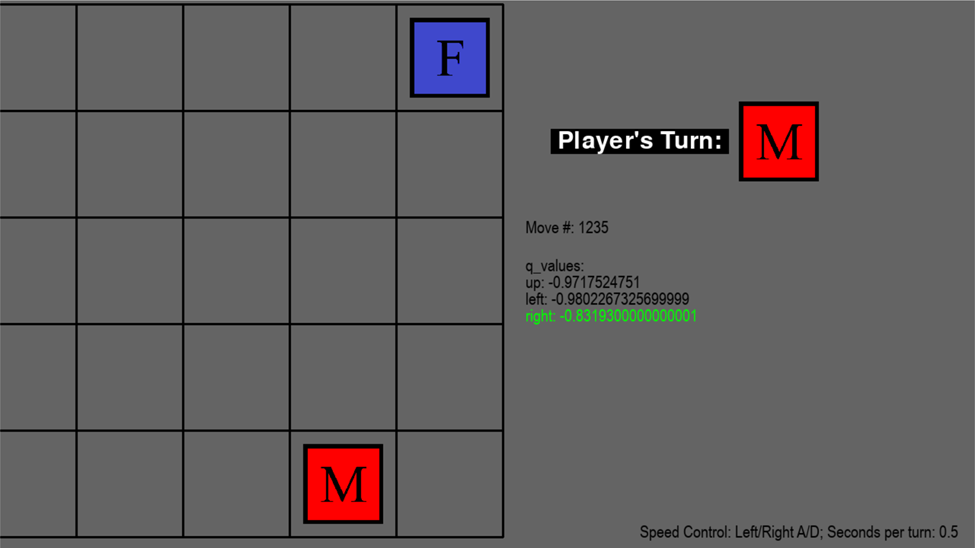 F
Player's Turn: M
Move #: 1235
q_values:
up: -0.9717524751
left: -0.9802267325699999
right: -0.8319300000000001
M
Speed Control: Left/Right A/D; Seconds per turn: 0.5